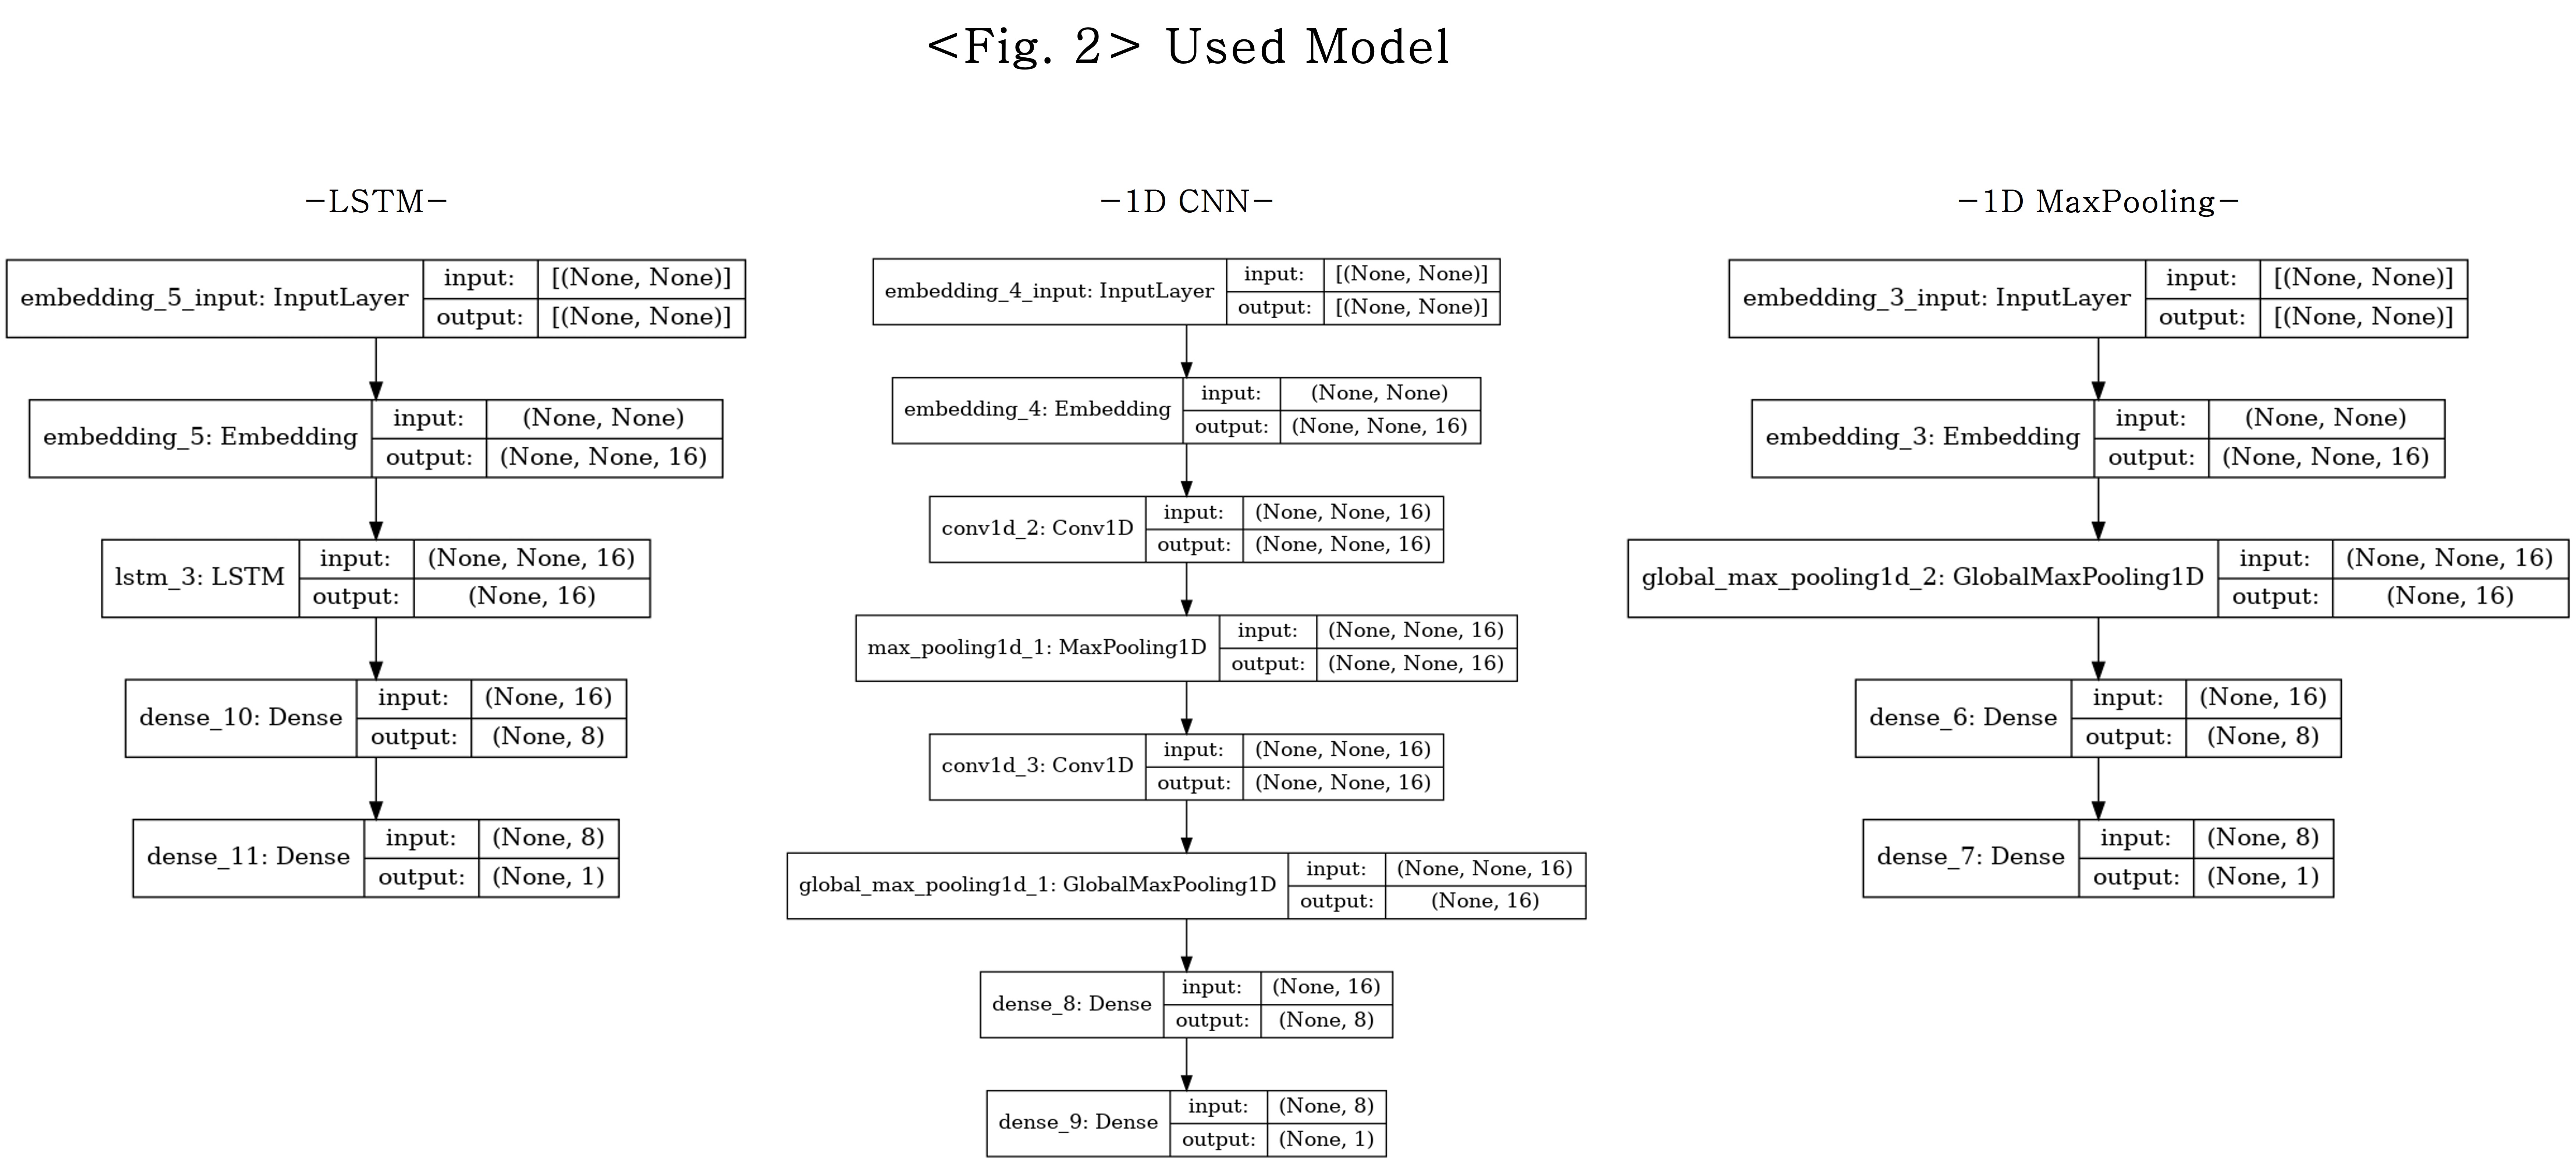 <Fig. 2> Used Model
-LSTM-
embedding_5_input: InputLayer
input: [(None, None)]
output: [(None, None)]
embedding_5: Embedding
input: (None, None)
output: (None, None, 16)
lstm_3: LSTM
input: (None, None, 16)
output: (None, 16)
dense_10: Dense
input: (None, 16)
output: (None, 8)
dense_11: Dense
input: (None, 8)
output: (None, 1)
-1D CNN-
embedding_4_input: InputLayer
input: [(None, None)]
output: [(None, None)]
embedding_4: Embedding
input: (None, None)
output: (None, None, 16)
conv1d_2: Conv1D
input: (None, None, 16)
output: (None, None, 16)
max_pooling1d_1: MaxPooling1D
input: (None, None, 16)
output: (None, None, 16)
conv1d_3: Conv1D
input: (None, None, 16)
output: (None, None, 16)
global_max_pooling1d_1: GlobalMaxPooling1D
input: (None, None, 16)
output: (None, 16)
dense_8: Dense
input: (None, 16)
output: (None, 8)
dense_9: Dense
input: (None, 8)
output: (None, 1)
-1D MaxPooling-
embedding_3_input: InputLayer
input: [(None, None)]
output: [(None, None)]
embedding_3: Embedding
input: (None, None)
output: (None, None, 16)
global_max_pooling1d_2: GlobalMaxPooling1D
input: (None, None, 16)
output: (None, 16)
dense_6: Dense
input: (None, 16)
output: (None, 8)
dense_7: Dense
input: (None, 8)
output: (None, 1)